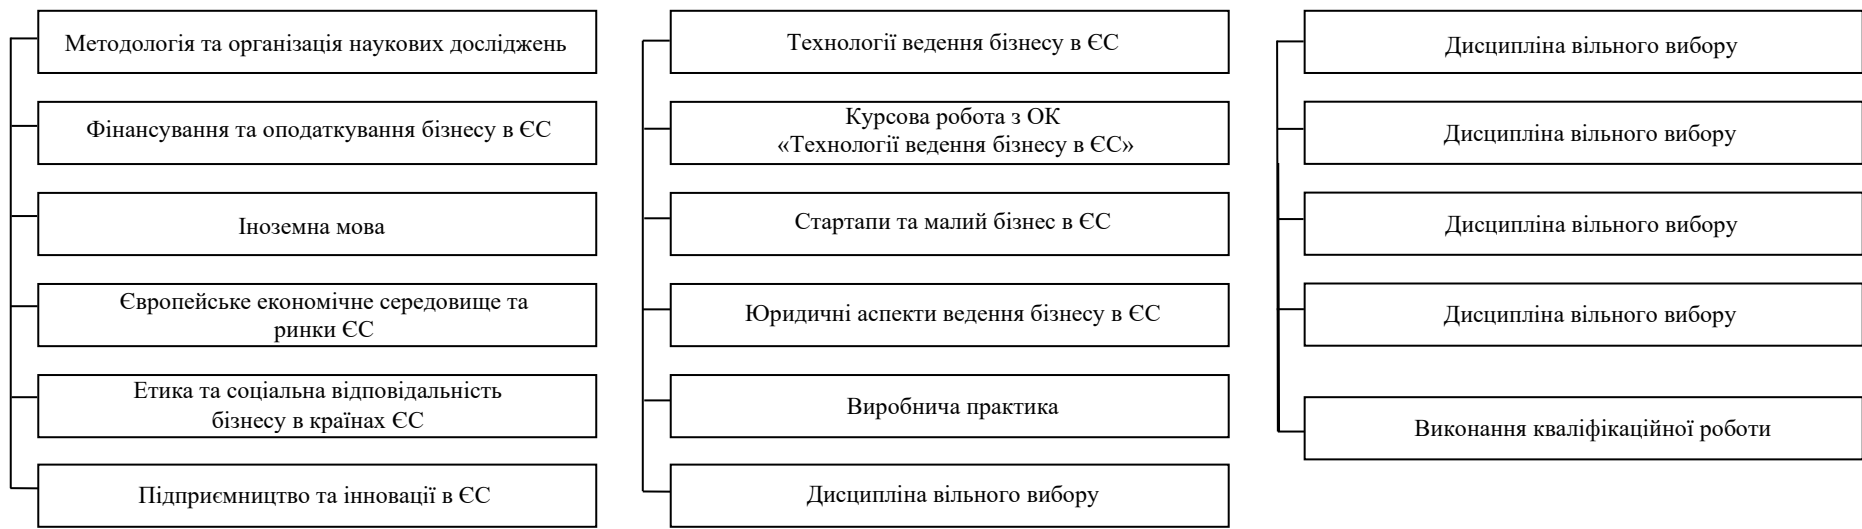 Методологія та організація наукових досліджень
Фінансування та оподаткування бізнесу в ЄС
Іноземна мова
Європейське економічне середовище та
ринки ЄС
Етика та соціальна відповідальність
бізнесу в країнах ЄС
Підприємництво та інновації в ЄС
Технології ведення бізнесу в ЄС
Курсова робота з ОК
«Технології ведення бізнесу в ЄС»
Стартапи та малий бізнес в ЄС
Юридичні аспекти ведення бізнесу в ЄС
Виробнича практика
Дисципліна вільного вибору
Дисципліна вільного вибору
Дисципліна вільного вибору
Дисципліна вільного вибору
Дисципліна вільного вибору
Виконання кваліфікаційної роботи